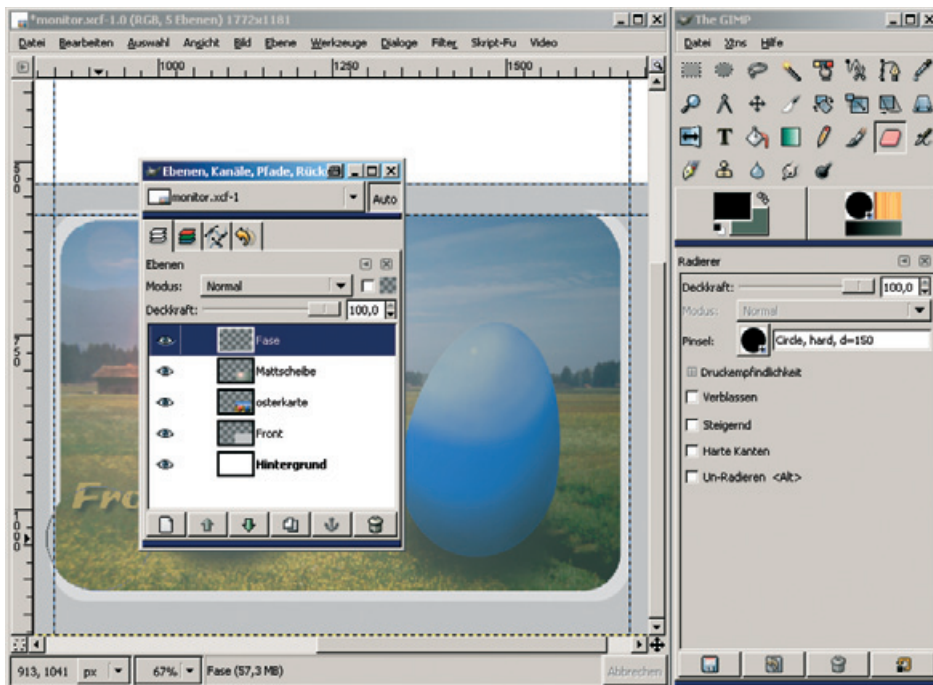 *monitor.xcf-1.0 (RGB, 5 Ebenen) 1772x1181
Datei Bearbeiten Auswahl Ansicht Bild Ebene Werkzeuge Dialoge Filter Skript-Fu Video
1000 1250 1500
500
750
1000
Fro
Ebenen, Kanäle, Pfade, Rück
monitor.xcf-1
Auto
Ebenen
Modus: Normal
Deckkraft: 100,0
Fase
Mattscheibe
osterkarte
Front
Hintergrund
913, 1041 px 67% Fase (57,3 MB) Abbrechen
The GIMP
Datei Xtns Hilfe
Radierer
Deckkraft: 100,0
Modus: Normal
Pinsel: Circle, hard, d=150
Druckempfindlichkeit
Verblassen
Steigernd
Harte Kanten
Un-Radieren <Alt>